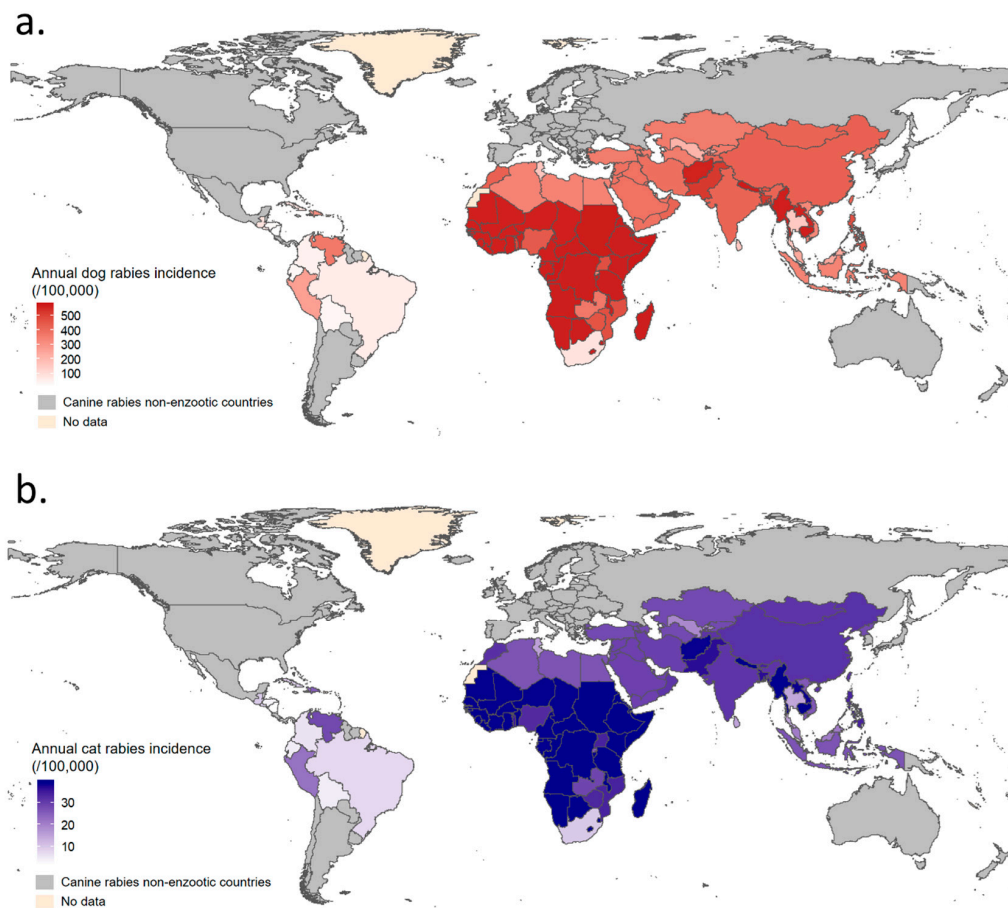 a.
Annual dog rabies incidence
(/100,000)
500
400
300
200
100
Canine rabies non-enzootic countries
No data
b.
Annual cat rabies incidence
(/100,000)
30
20
10
Canine rabies non-enzootic countries
No data